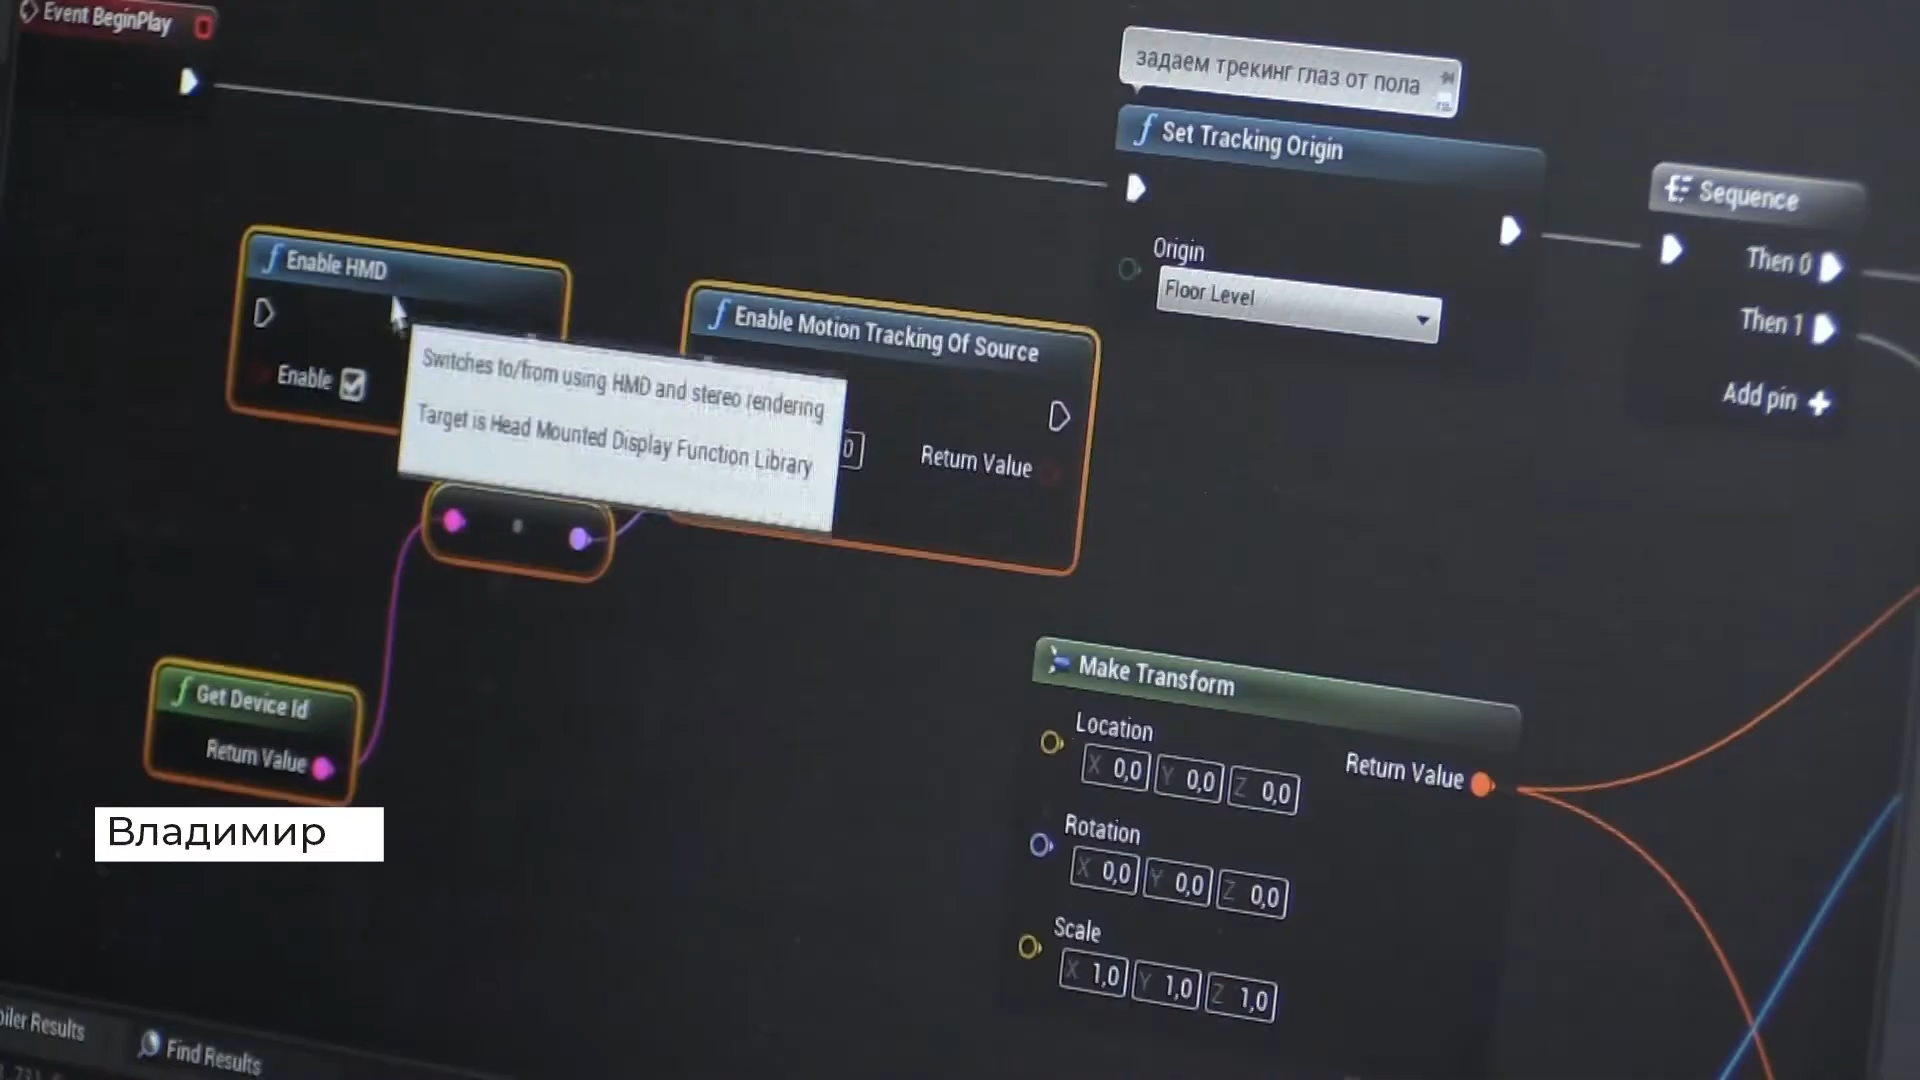 Event BeginPlay
задаем трекинг глаз от пола
Set Tracking Origin
Origin
Floor Level
Sequence
Then 0
Then 1
Add pin
Enable HMD
Enable
Enable Motion Tracking Of Source
Switches to/from using HMD and stereo rendering
Target is Head Mounted Display Function Library
0
Return Value
Get Device Id
Return Value
Владимир
Make Transform
Location
X 0,0 Y 0,0 Z 0,0
Return Value
Rotation
X 0,0 Y 0,0 Z 0,0
Scale
X 1,0 Y 1,0 Z 1,0
Results
Find Results